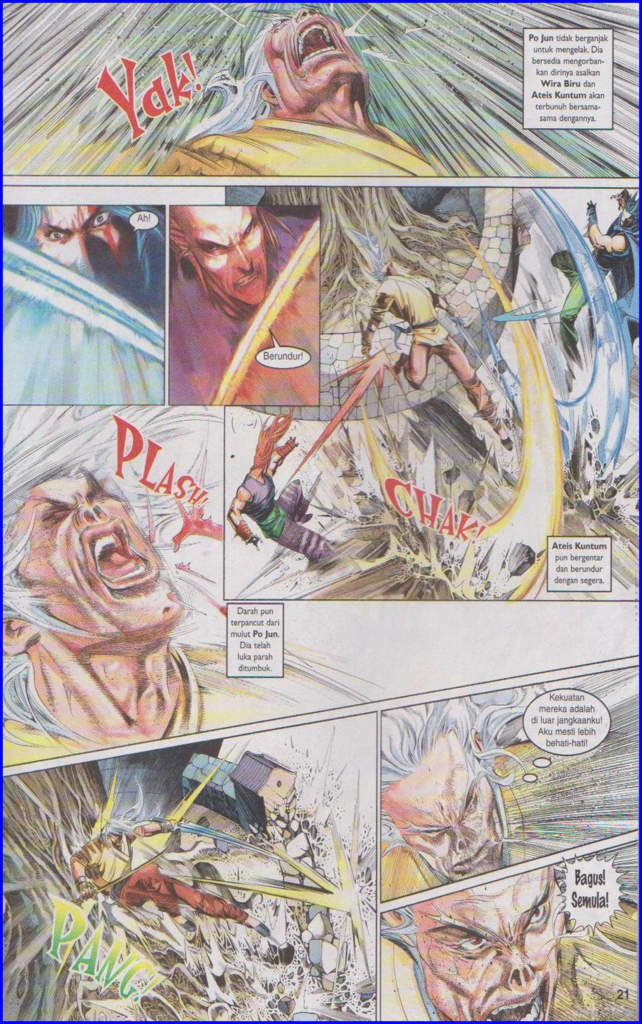 Yak!
Po Jun tidak berganjak
untuk mengelak. Dia
bersedia mengorban-
kan dirinya asalkan
Wira Biru dan
Ateis Kuntum akan
terbunuh bersama-
sama dengannya.
Ah!
Berundur!
PLASH!
CHAK!
Ateis Kuntum
pun bergentar
dan berundur
dengan segera.
Darah pun
terpancut dari
mulut Po Jun.
Dia telah
luka parah
ditumbuk.
Kekuatan
mereka adalah
di luar jangkaanku!
Aku mesti lebih
behati-hati!
PANG!
Bagus!
Semula!
21